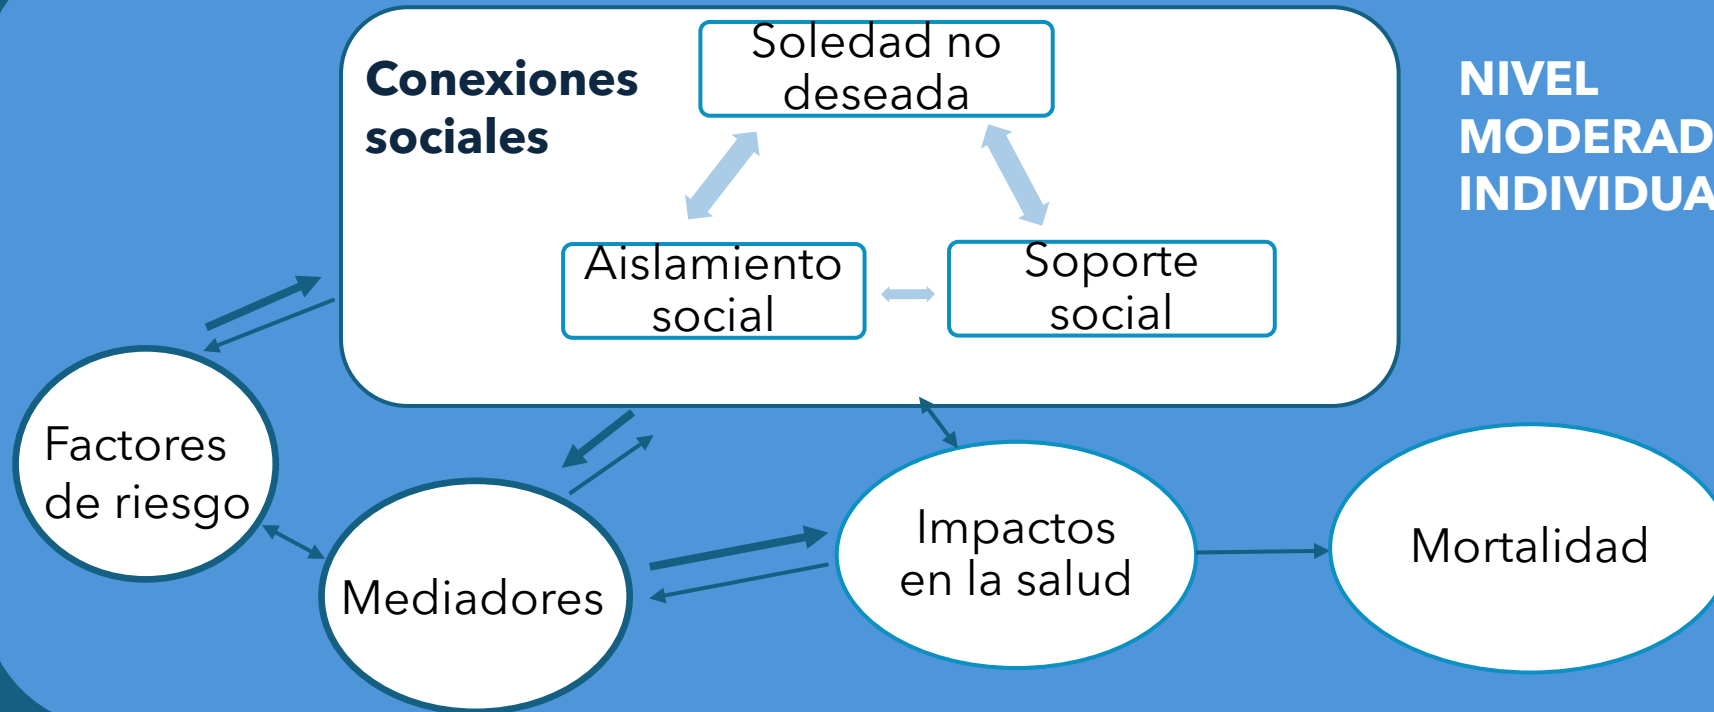 Soledad no
deseada
Conexiones
sociales
NIVEL
MODERAD
INDIVIDUA
Aislamiento
social
Soporte
social
Factores
de riesgo
Mediadores
Impactos
en la salud
Mortalidad